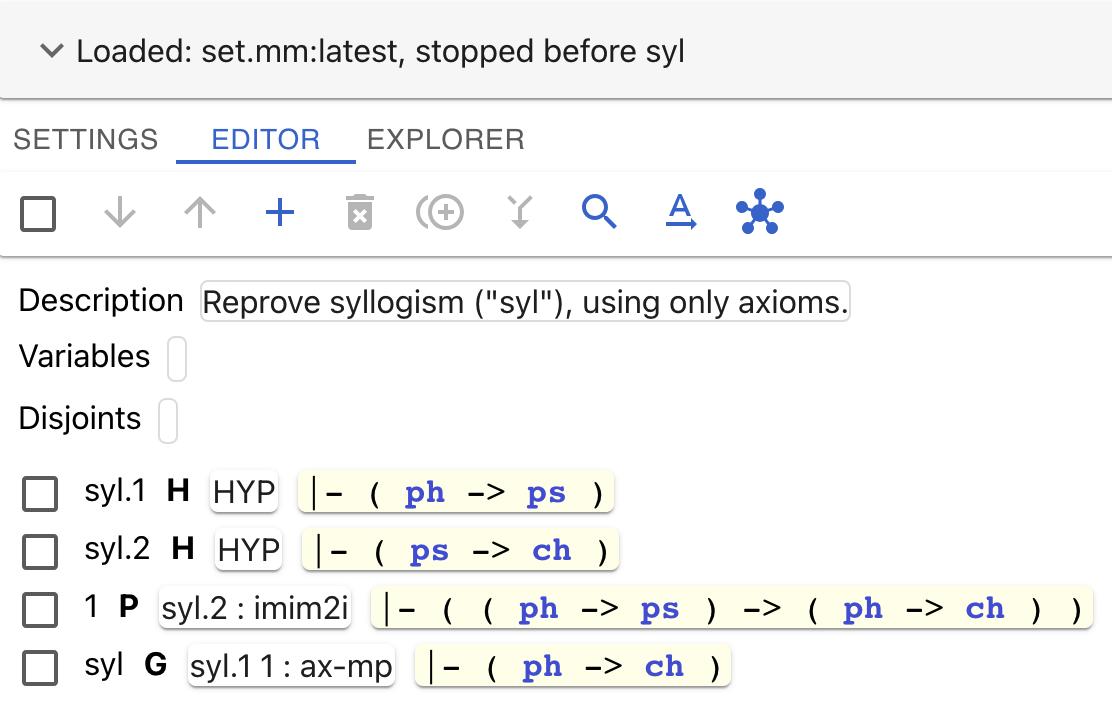 Loaded: set.mm:latest, stopped before syl
SETTINGS EDITOR EXPLORER
Description Reprove syllogism ("syl"), using only axioms.
Variables
Disjoints
syl.1 H HYP |- ( ph -> ps )
syl.2 H HYP |- ( ps -> ch )
1 P syl.2 : imim2i |- ( ( ph -> ps ) -> ( ph -> ch ) )
syl G syl.1 1 : ax-mp |- ( ph -> ch )